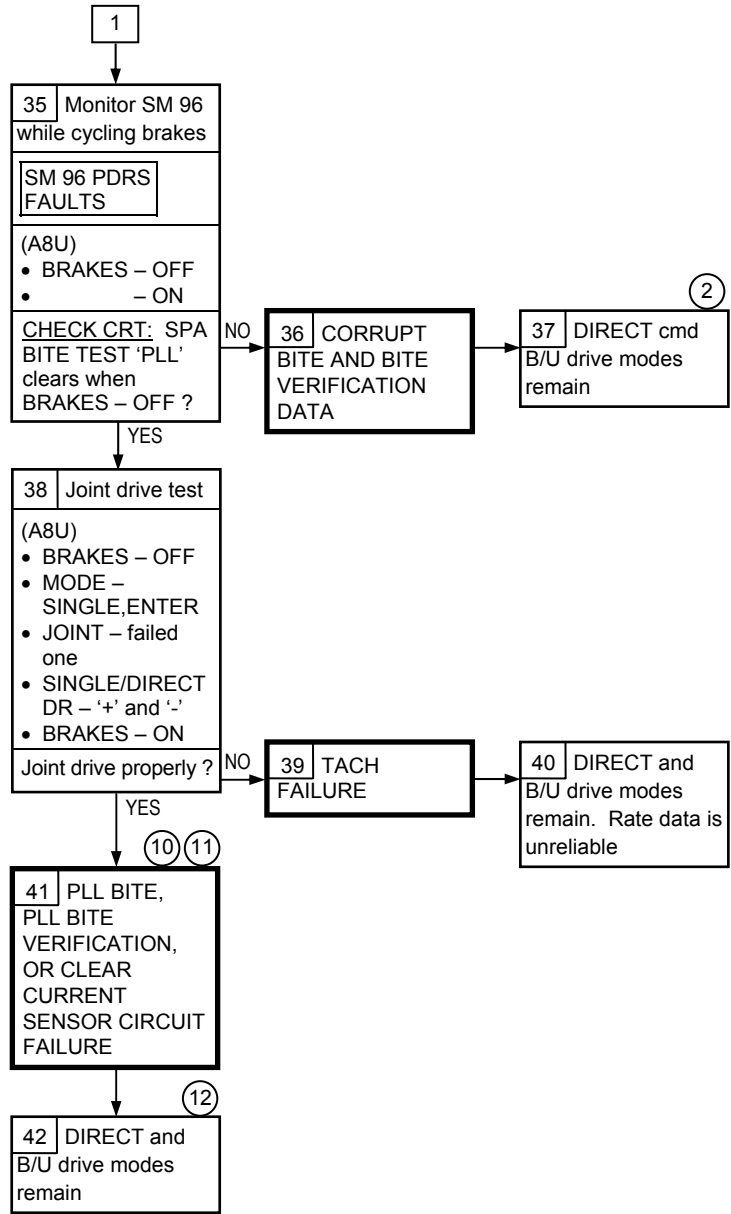 1
35 Monitor SM 96
while cycling brakes
SM 96 PDRS
FAULTS
(A8U)
• BRAKES – OFF
• – ON
CHECK CRT: SPA
BITE TEST ‘PLL’
clears when
BRAKES – OFF ?
NO
36 CORRUPT
BITE AND BITE
VERIFICATION
DATA
2
37 DIRECT cmd
B/U drive modes
remain
YES
38 Joint drive test
(A8U)
• BRAKES – OFF
• MODE –
SINGLE,ENTER
• JOINT – failed
one
• SINGLE/DIRECT
DR – ‘+’ and ‘-’
• BRAKES – ON
Joint drive properly ?
NO
39 TACH
FAILURE
40 DIRECT and
B/U drive modes
remain. Rate data is
unreliable
YES
10 11
41 PLL BITE,
PLL BITE
VERIFICATION,
OR CLEAR
CURRENT
SENSOR CIRCUIT
FAILURE
12
42 DIRECT and
B/U drive modes
remain